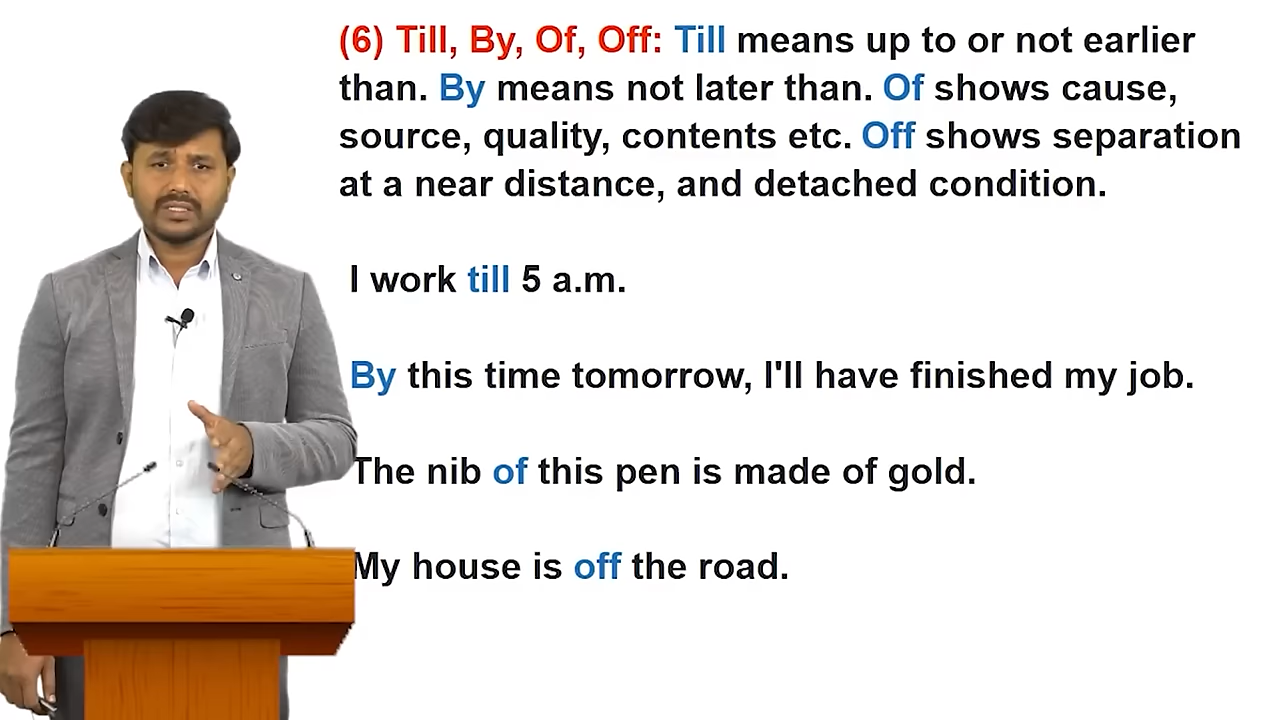 (6) Till, By, Of, Off: Till means up to or not earlier
than. By means not later than. Of shows cause,
source, quality, contents etc. Off shows separation
at a near distance, and detached condition.
I work till 5 a.m.
By this time tomorrow, I'll have finished my job.
The nib of this pen is made of gold.
My house is off the road.